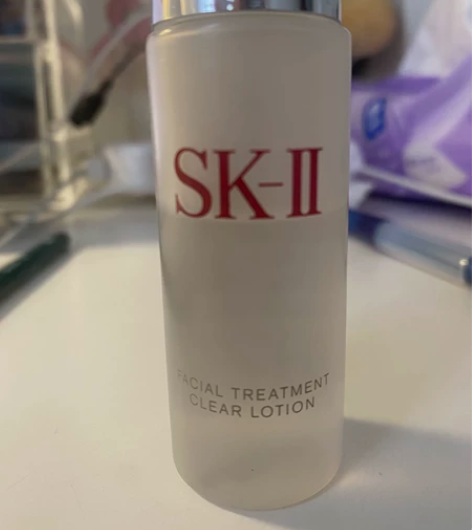 SK-II
FACIAL TREATMENT
CLEAR LOTION